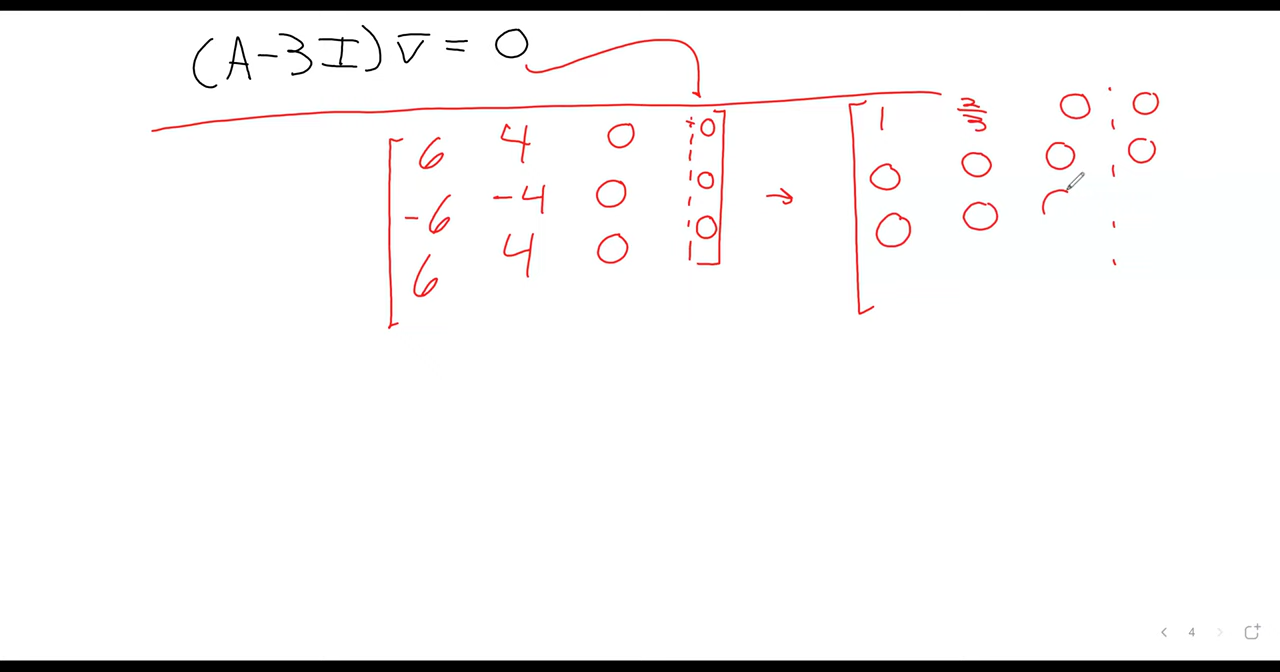 (A-3I) v̄ = 0
[ 6 4 0 ¦ 0 ] → [ 1 2/3 0 ¦ 0
-6 -4 0 ¦ 0 0 0 0 ¦ 0
6 4 0 ¦ 0 0 0
< 4 >